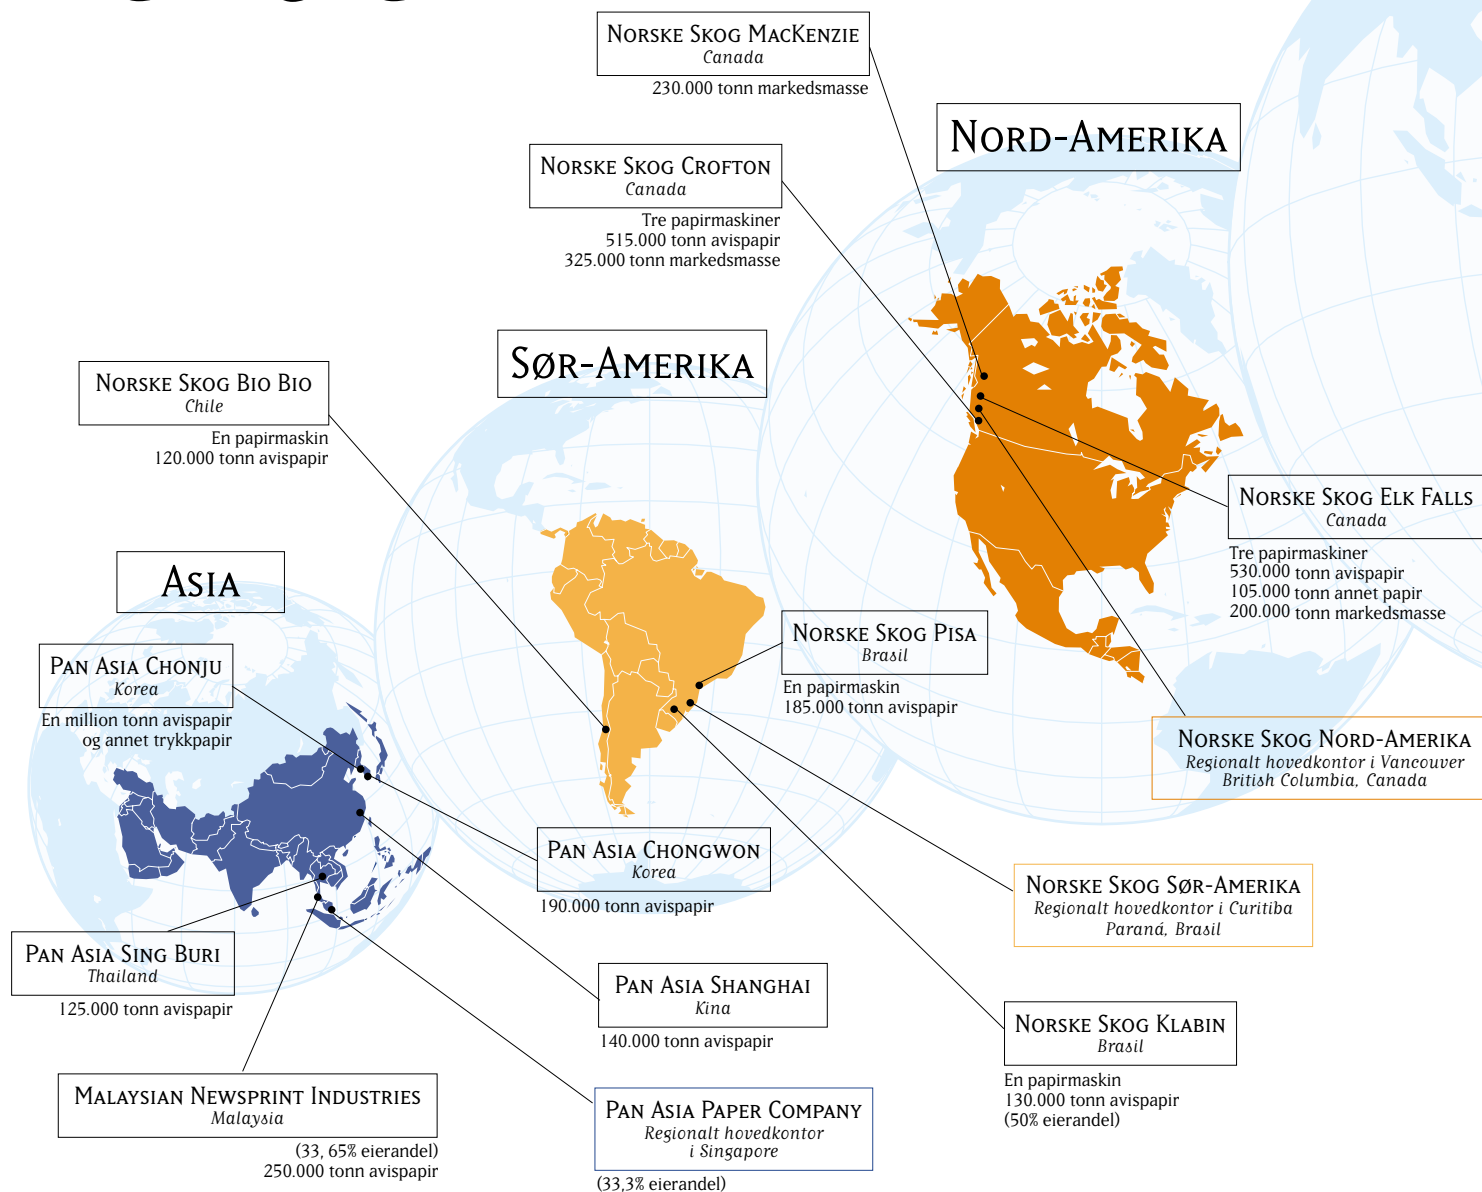 NORSKE SKOG MACKENZIE
Canada
230.000 tonn markedsmasse
NORD-AMERIKA
NORSKE SKOG CROFTON
Canada
Tre papirmaskiner
515.000 tonn avispapir
325.000 tonn markedsmasse
SØR-AMERIKA
NORSKE SKOG BIO BIO
Chile
En papirmaskin
120.000 tonn avispapir
NORSKE SKOG ELK FALLS
Canada
Tre papirmaskiner
530.000 tonn avispapir
105.000 tonn annet papir
200.000 tonn markedsmasse
ASIA
NORSKE SKOG PISA
Brasil
En papirmaskin
185.000 tonn avispapir
PAN ASIA CHONJU
Korea
En million tonn avispapir
og annet trykkpapir
NORSKE SKOG NORD-AMERIKA
Regionalt hovedkontor i Vancouver
British Columbia, Canada
PAN ASIA CHONGWON
Korea
190.000 tonn avispapir
NORSKE SKOG SØR-AMERIKA
Regionalt hovedkontor i Curitiba
Paraná, Brasil
PAN ASIA SING BURI
Thailand
125.000 tonn avispapir
PAN ASIA SHANGHAI
Kina
140.000 tonn avispapir
NORSKE SKOG KLABIN
Brasil
En papirmaskin
130.000 tonn avispapir
(50% eierandel)
MALAYSIAN NEWSPRINT INDUSTRIES
Malaysia
(33, 65% eierandel)
250.000 tonn avispapir
PAN ASIA PAPER COMPANY
Regionalt hovedkontor
i Singapore
(33,3% eierandel)